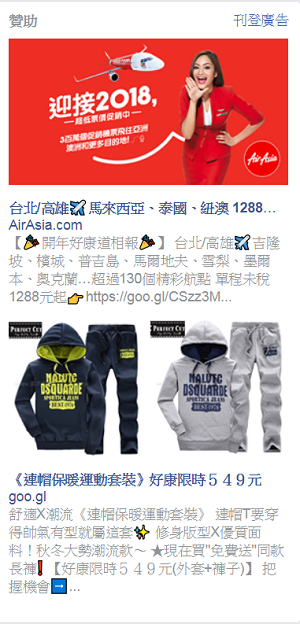 贊助 刊登廣告
迎接2018,
超低票價促銷中
3百萬個促銷機票飛往亞洲
澳洲和更多目的地!
AirAsia
台北/高雄✈️馬來西亞、泰國、紐澳 1288...
AirAsia.com
【🎉開年好康道相報🎉】 台北/高雄✈️吉隆
坡、檳城、普吉島、馬爾地夫、雪梨、墨爾
本、奧克蘭...超過130個精彩航點 單程未稅
1288元起👉https://goo.gl/CSzz3M...
PERFECT CUT
NALUTC
DSQUARDE
SPORTICA JEANS
BEST1976
PERFECT CUT
NALUTC
DSQUARDE
SPORTICA JEANS
BEST1976
《連帽保暖運動套裝》好康限時５４９元
goo.gl
舒適X潮流《連帽保暖運動套裝》 連帽T要穿
得帥氣有型就屬這套✨ 修身版型X優質面
料！秋冬大勢潮流款～ ★現在買"免費送"同款
長褲❗【好康限時５４９元(外套+褲子)】 把
握機會➡️...